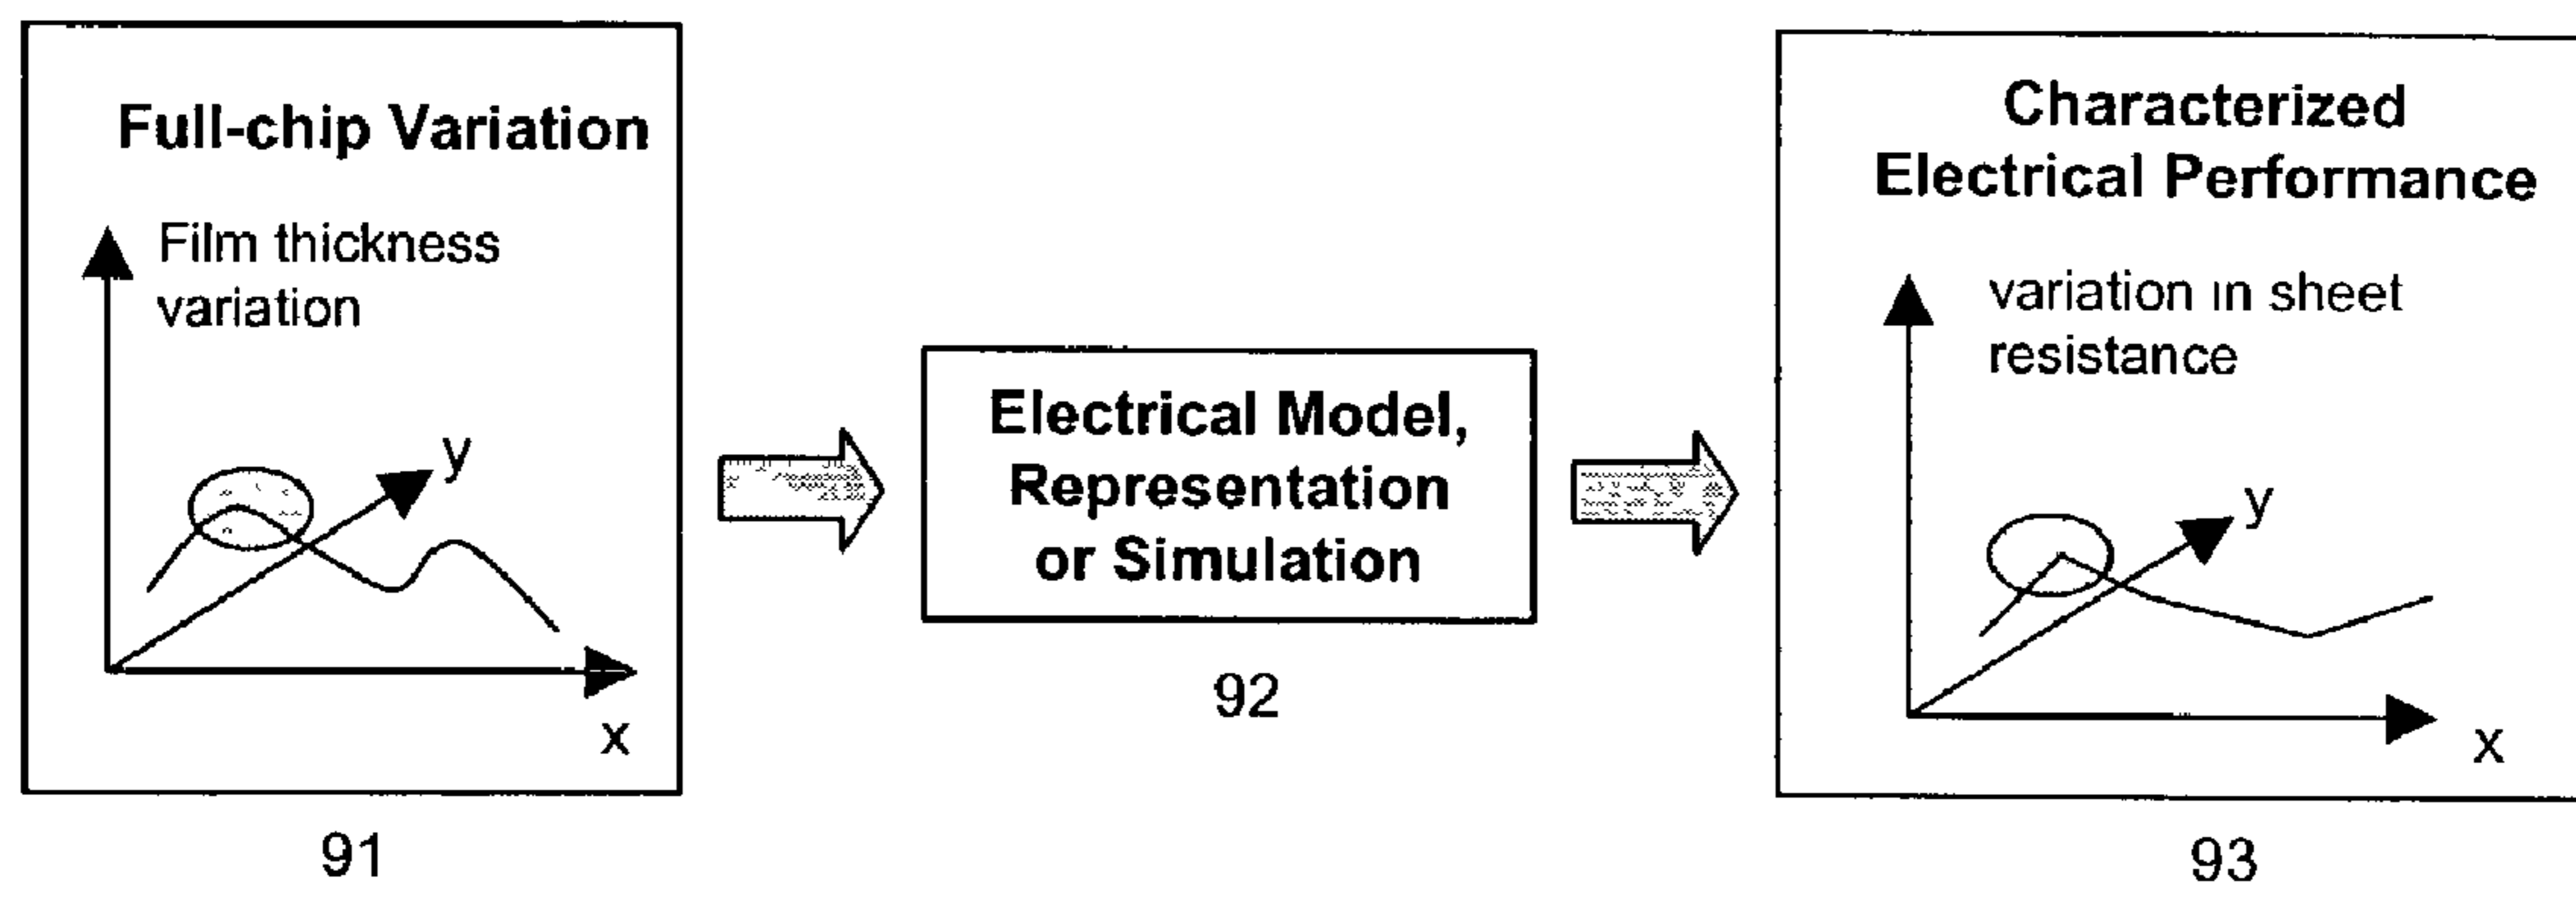 Full-chip Variation
Film thickness
variation
y
x
91
Electrical Model,
Representation
or Simulation
92
Characterized
Electrical Performance
variation in sheet
resistance
y
x
93